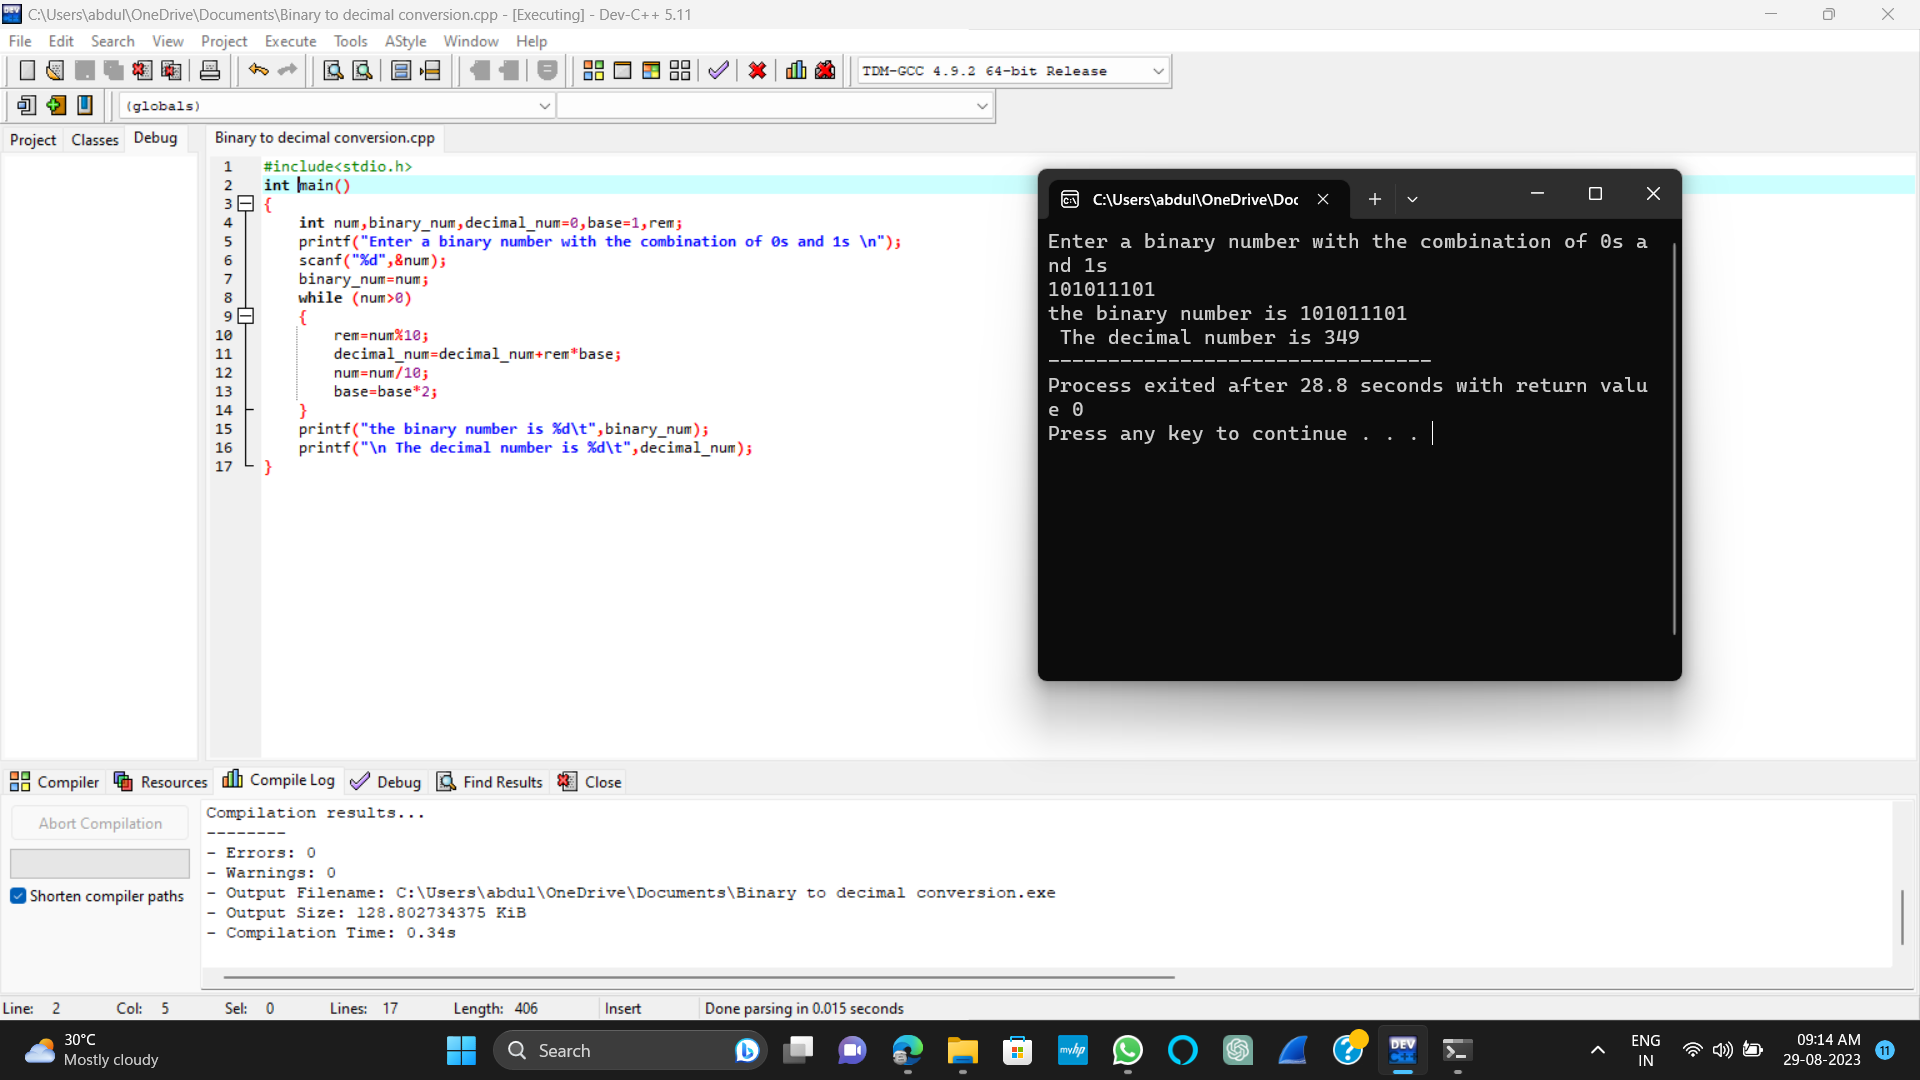 C:\Users\abdul\OneDrive\Documents\Binary to decimal conversion.cpp - [Executing] - Dev-C++ 5.11
File Edit Search View Project Execute Tools AStyle Window Help
TDM-GCC 4.9.2 64-bit Release
(globals)
Project Classes Debug
Binary to decimal conversion.cpp
1 #include<stdio.h>
2 int main()
3 {
4 int num,binary_num,decimal_num=0,base=1,rem;
5 printf("Enter a binary number with the combination of 0s and 1s \n");
6 scanf("%d",&num);
7 binary_num=num;
8 while (num>0)
9 {
10 rem=num%10;
11 decimal_num=decimal_num+rem*base;
12 num=num/10;
13 base=base*2;
14 }
15 printf("the binary number is %d\t",binary_num);
16 printf("\n The decimal number is %d\t",decimal_num);
17 }
C:\Users\abdul\OneDrive\Doc
Enter a binary number with the combination of 0s a
nd 1s
101011101
the binary number is 101011101
The decimal number is 349
--------------------------------
Process exited after 28.8 seconds with return valu
e 0
Press any key to continue . . .
Compiler Resources Compile Log Debug Find Results Close
Abort Compilation
Shorten compiler paths
Compilation results...
--------
- Errors: 0
- Warnings: 0
- Output Filename: C:\Users\abdul\OneDrive\Documents\Binary to decimal conversion.exe
- Output Size: 128.802734375 KiB
- Compilation Time: 0.34s
Line: 2 Col: 5 Sel: 0 Lines: 17 Length: 406 Insert Done parsing in 0.015 seconds
30°C
Mostly cloudy
Search
myhp
DEV
C++
ENG
IN
09:14 AM
29-08-2023
11